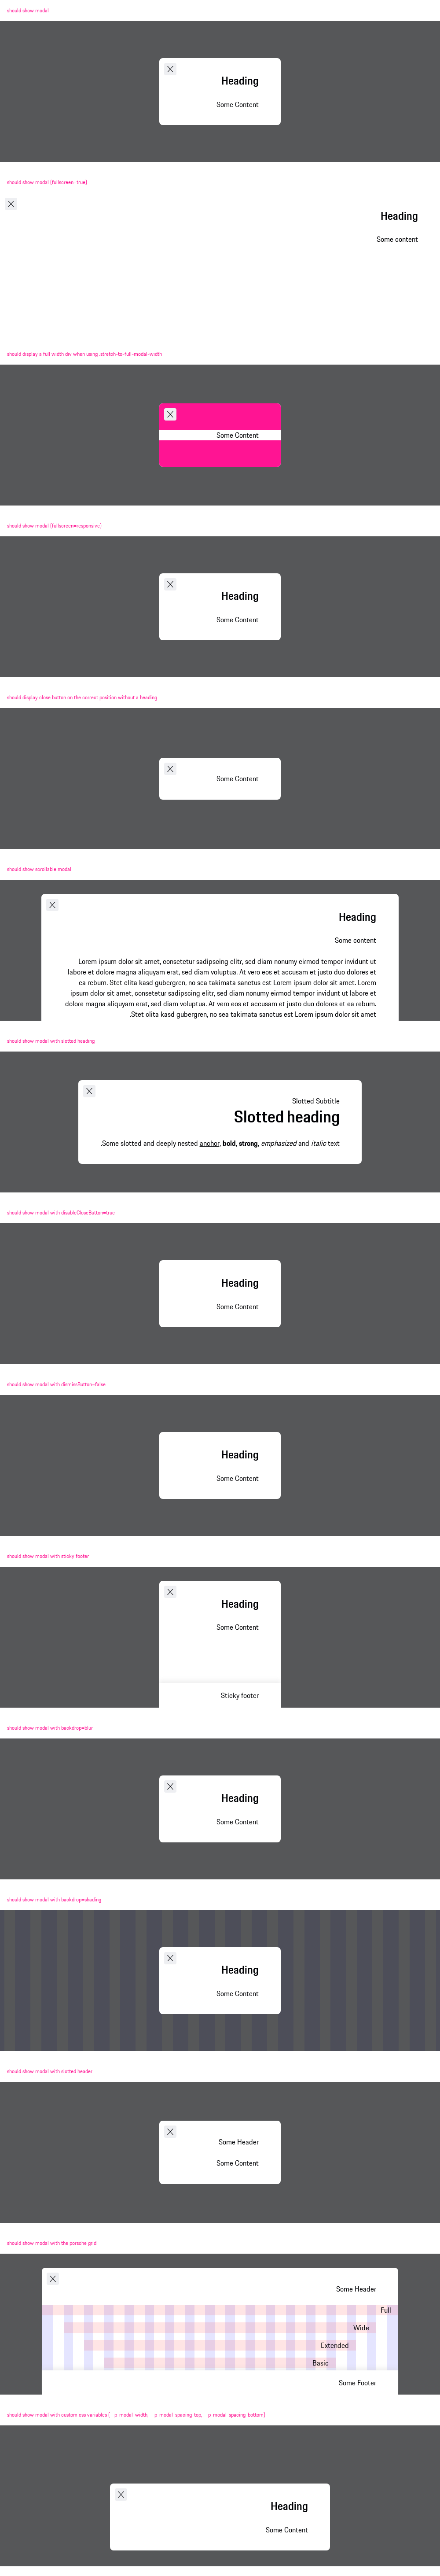 should show modal
Heading
Some Content
should show modal [fullscreen=true]
Heading
Some content
should display a full width div when using .stretch-to-full-modal-width
Some Content
should show modal [fullscreen=responsive]
Heading
Some Content
should display close button on the correct position without a heading.
Some Content
should show scrollable modal
Heading
Some content
Lorem ipsum dolor sit amet, consetetur sadipscing elitr, sed diam nonumy eirmod tempor invidunt ut
labore et dolore magna aliquyam erat, sed diam voluptua. At vero eos et accusam et justo duo dolores et
ea rebum. Stet clita kasd gubergren, no sea takimata sanctus est Lorem ipsum dolor sit amet. Lorem
ipsum dolor sit amet, consetetur sadipscing elitr, sed diam nonumy eirmod tempor invidunt ut labore et
dolore magna aliquyam erat, sed diam voluptua. At vero eos et accusam et justo duo dolores et ea rebum.
.Stet clita kasd gubergren, no sea takimata sanctus est Lorem ipsum dolor sit amet
should show modal with slotted heading
Slotted Subtitle
Slotted heading
.Some slotted and deeply nested anchor, bold, strong, emphasized and italic text
should show modal with disableCloseButton=true
Heading
Some Content
should show modal with dismissButton=false
Heading
Some Content
should show modal with sticky footer
Heading
Some Content
Sticky footer
should show modal with backdrop=blur
Heading
Some Content
should show modal with backdrop=shading
Heading
Some Content
should show modal with slotted header
Some Header
Some Content
should show modal with the porsche grid
Some Header
Full
Wide
Extended
Basic
Some Footer
should show modal with custom css variables [--p-modal-width, --p-modal-spacing-top, --p-modal-spacing-bottom]
Heading
Some Content